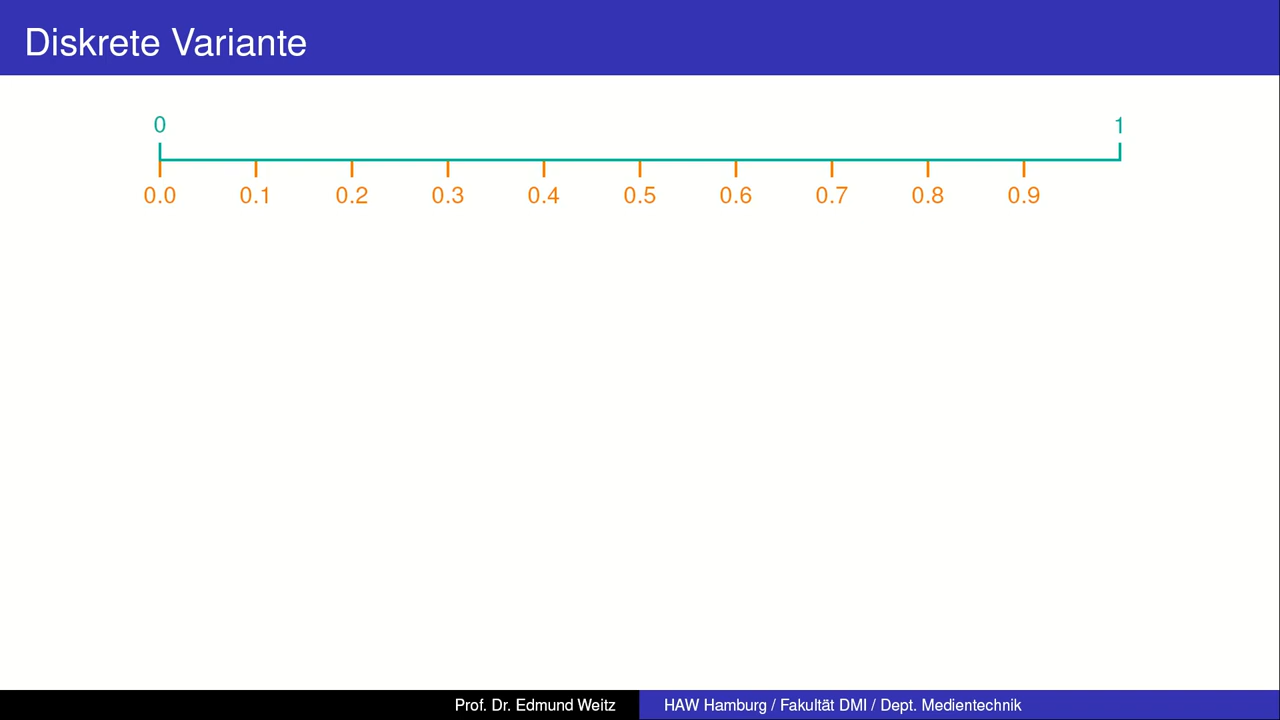 Diskrete Variante
0 1
0.0 0.1 0.2 0.3 0.4 0.5 0.6 0.7 0.8 0.9
Prof. Dr. Edmund Weitz HAW Hamburg / Fakultät DMI / Dept. Medientechnik